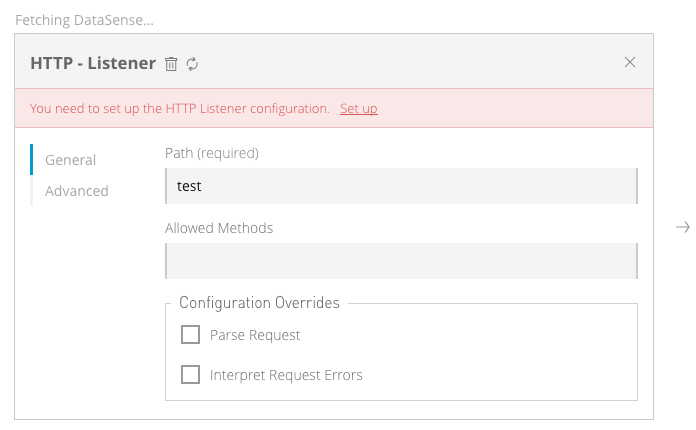 Fetching DataSense...
HTTP - Listener
You need to set up the HTTP Listener configuration. Set up
General
Advanced
Path (required)
test
Allowed Methods
Configuration Overrides
Parse Request
Interpret Request Errors